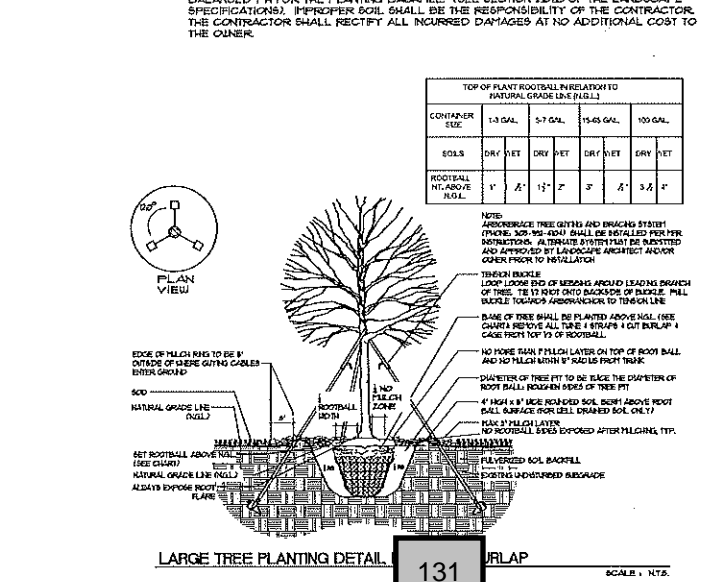 SPECIFICATIONS). IMPROPER SOIL SHALL BE THE RESPONSIBILITY OF THE CONTRACTOR.
THE CONTRACTOR SHALL RECTIFY ALL INCURRED DAMAGES AT NO ADDITIONAL COST TO
THE OWNER.
TOP OF PLANT ROOTBALL IN RELATION TO
NATURAL GRADE LINE (N.G.L.)
CONTAINER SIZE 1-3 GAL. 5-7 GAL. 15-65 GAL. 100 GAL.
SOILS DRY WET DRY WET DRY WET DRY WET
ROOTBALL HT. ABOVE N.G.L. 1" 1½" 2" 3" 4"
120°
PLAN
VIEW
NOTE:
ARBORBRACE TREE GUYING AND BRACING SYSTEM
(PHONE: SHALL BE INSTALLED PER MFR.
INSTRUCTIONS. ALTERNATE SYSTEM MUST BE SUBMITTED
AND APPROVED BY LANDSCAPE ARCHITECT AND/OR
OWNER PRIOR TO INSTALLATION
TENSION BUCKLE
LOOP LOOSE END OF WEBBING AROUND LEADING BRANCH
OF TREE. TIE KNOT ONTO BACKSIDE OF BUCKLE. PULL
BUCKLE TOWARDS ARBORANCHOR TO TENSION LINE
BASE OF TREE SHALL BE PLANTED ABOVE N.G.L. (SEE
CHART) REMOVE ALL TWINE & STRAPS & CUT BURLAP &
CAGE FROM TOP ⅓ OF ROOTBALL.
NO MORE THAN 1" MULCH LAYER ON TOP OF ROOT BALL
AND NO MULCH WITHIN RADIUS FROM TRUNK
DIAMETER OF TREE PIT TO BE TWICE THE DIAMETER OF
ROOT BALL; ROUGHEN SIDES OF TREE PIT
4" HIGH x 8" WIDE ROUNDED SOIL BERM ABOVE ROOT
BALL SURFACE (FOR WELL DRAINED SOIL ONLY)
MAX 3" MULCH LAYER
NO ROOTBALL SIDES EXPOSED AFTER MULCHING, TYP.
PULVERIZED SOIL BACKFILL
EXISTING UNDISTURBED SUBGRADE
EDGE OF MULCH RING TO BE
OUTSIDE OF WHERE GUYING CABLES
ENTER GROUND
SOD
NATURAL GRADE LINE
(N.G.L.)
ROOTBALL
WIDTH
NO
MULCH
ZONE
SET ROOTBALL ABOVE N.G.L.
(SEE CHART)
NATURAL GRADE LINE (N.G.L.)
ALWAYS EXPOSE ROOT
FLARE
LARGE TREE PLANTING DETAIL URLAP
131
SCALE : N.T.S.